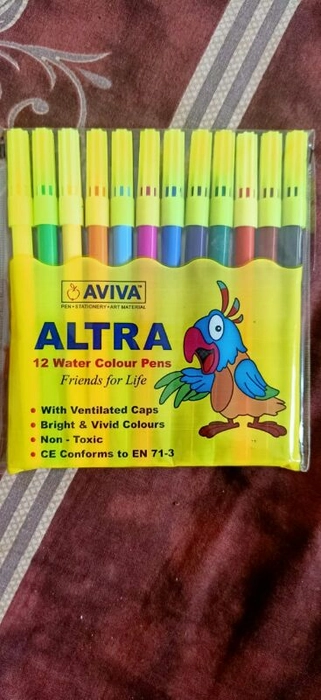 AVIVA
PEN • STATIONERY • ART MATERIAL
ALTRA
12 Water Colour Pens
Friends for Life
• With Ventilated Caps
• Bright & Vivid Colours
• Non - Toxic
• CE Conforms to EN 71-3